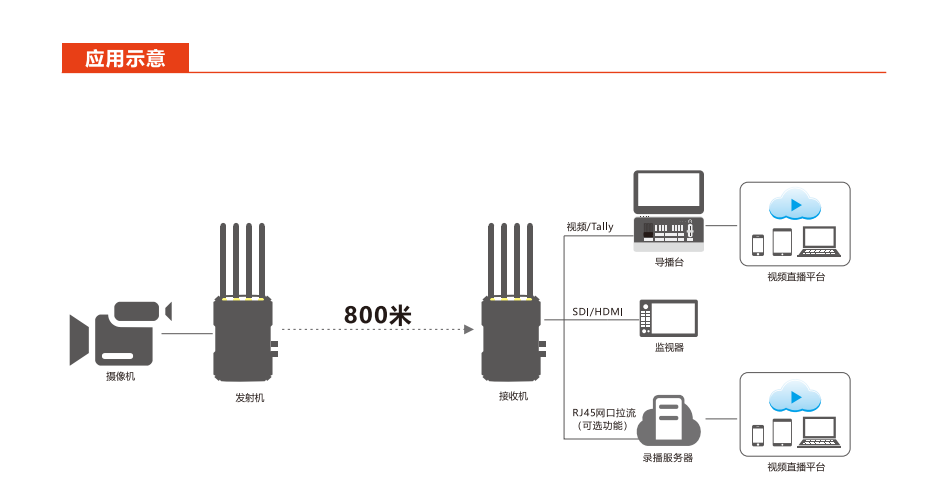 应用示意
800米
摄像机
发射机
接收机
视频/Tally
导播台
视频直播平台
SDI/HDMI
监视器
RJ45网口拉流
（可选功能）
录播服务器
视频直播平台